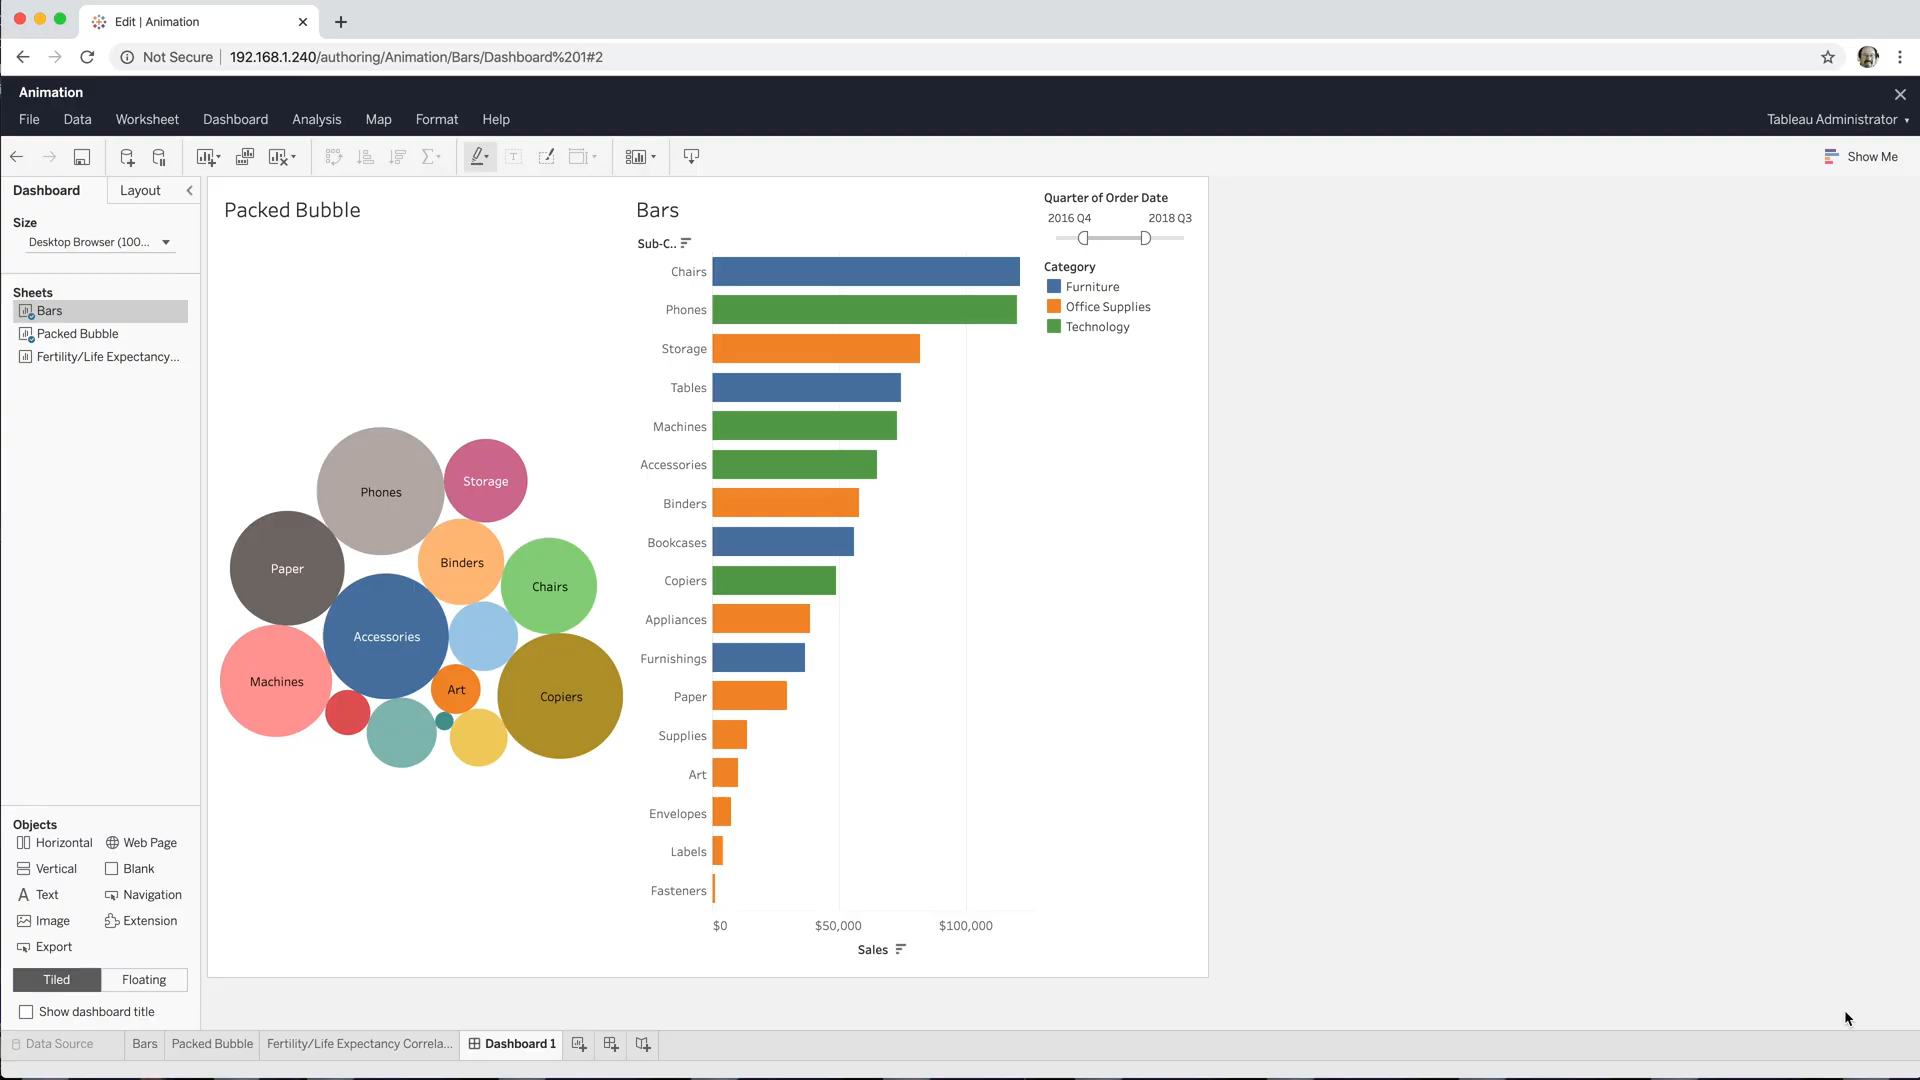 Edit | Animation
Not Secure
192.168.1.240/authoring/Animation/Bars/Dashboard%201#2
Animation
File Data Worksheet Dashboard Analysis Map Format Help
Tableau Administrator
Show Me
Dashboard
Layout
Size
Desktop Browser (100...
Sheets
Bars
Packed Bubble
Fertility/Life Expectancy...
Objects
Horizontal
Web Page
Vertical
Blank
Text
Navigation
Image
Extension
Export
Tiled
Floating
Show dashboard title
Packed Bubble
Phones
Storage
Paper
Binders
Chairs
Accessories
Machines
Art
Copiers
Bars
Sub-C..
Chairs
Phones
Storage
Tables
Machines
Accessories
Binders
Bookcases
Copiers
Appliances
Furnishings
Paper
Supplies
Art
Envelopes
Labels
Fasteners
$0
$50,000
$100,000
Sales
Quarter of Order Date
2016 Q4
2018 Q3
Category
Furniture
Office Supplies
Technology
Data Source
Bars
Packed Bubble
Fertility/Life Expectancy Correla...
Dashboard 1